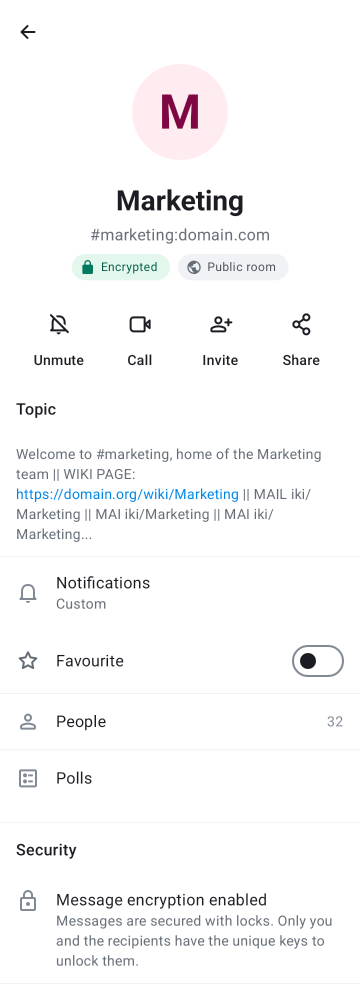 M
Marketing
#marketing:domain.com
Encrypted
Public room
Unmute
Call
Invite
Share
Topic
Welcome to #marketing, home of the Marketing
team || WIKI PAGE:
https://domain.org/wiki/Marketing || MAIL iki/
Marketing || MAI iki/Marketing || MAI iki/
Marketing...
Notifications
Custom
Favourite
People 32
Polls
Security
Message encryption enabled
Messages are secured with locks. Only you
and the recipients have the unique keys to
unlock them.